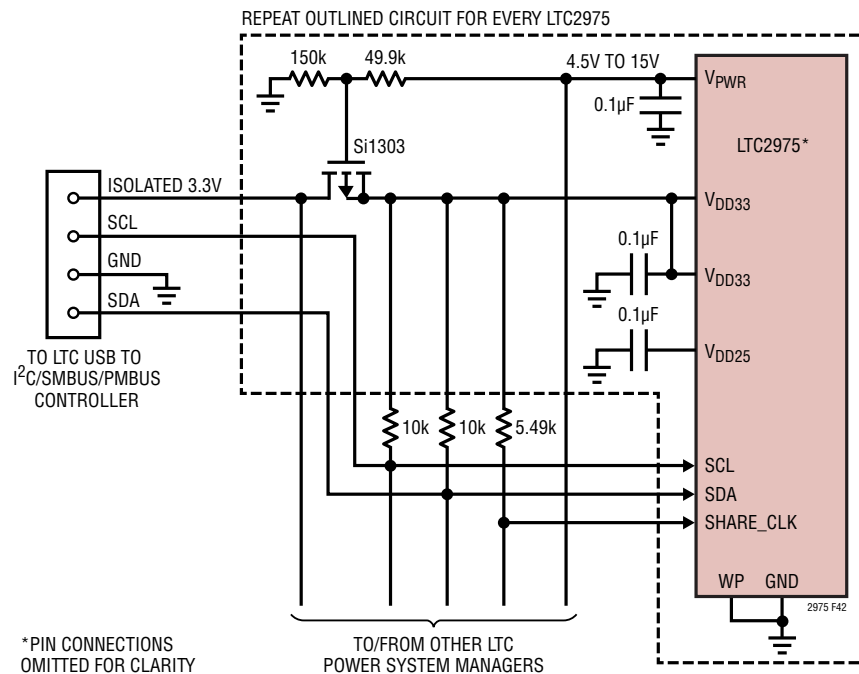 REPEAT OUTLINED CIRCUIT FOR EVERY LTC2975
150k
49.9k
4.5V TO 15V
VPWR
0.1µF
LTC2975*
Si1303
ISOLATED 3.3V
VDD33
SCL
0.1µF
GND
VDD33
SDA
0.1µF
VDD25
TO LTC USB TO
I2C/SMBUS/PMBUS
CONTROLLER
10k
10k
5.49k
SCL
SDA
SHARE_CLK
WP
GND
2975 F42
*PIN CONNECTIONS
OMITTED FOR CLARITY
TO/FROM OTHER LTC
POWER SYSTEM MANAGERS